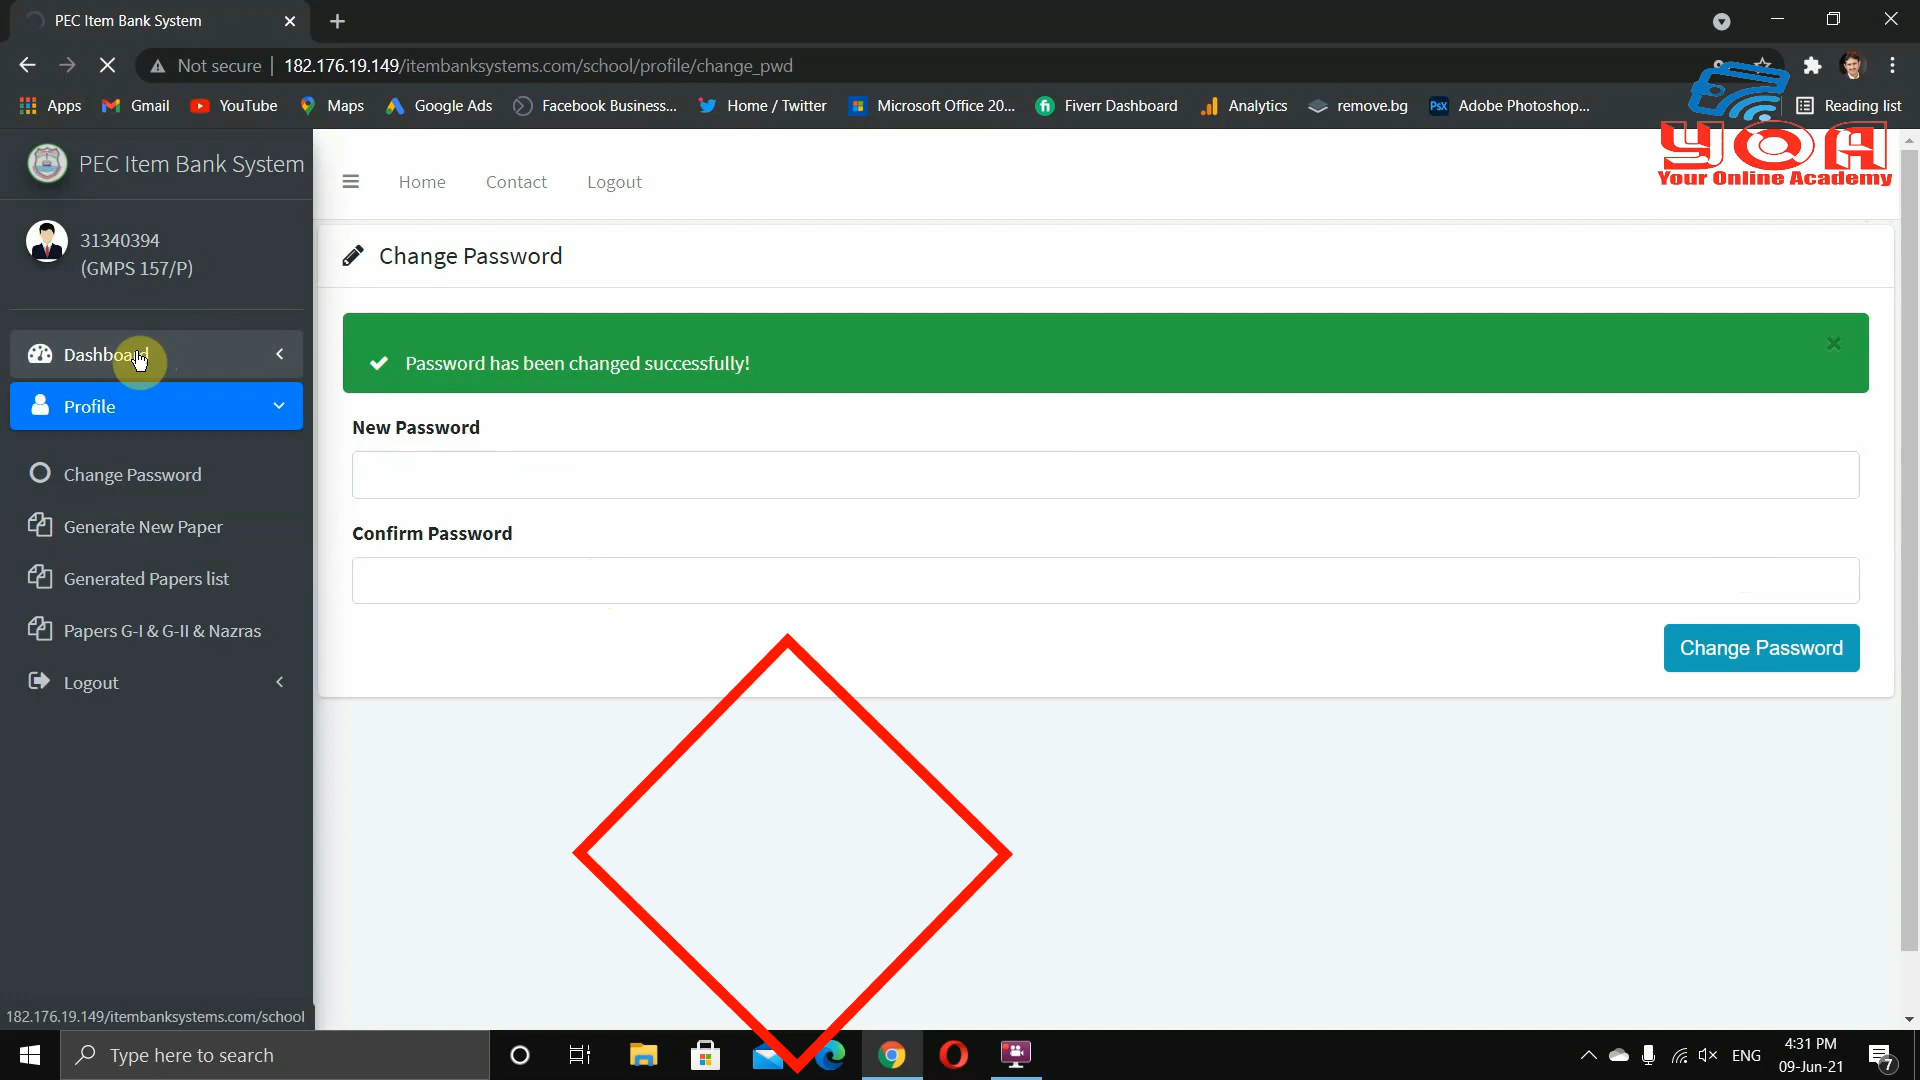 PEC Item Bank System
Not secure
182.176.19.149/itembanksystems.com/school/profile/change_pwd
Apps
Gmail
YouTube
Maps
Google Ads
Facebook Business...
Home / Twitter
Microsoft Office 20...
Fiverr Dashboard
Analytics
remove.bg
PSX
Adobe Photoshop...
Reading list
YOA
Your Online Academy
PEC Item Bank System
Home
Contact
Logout
31340394
(GMPS 157/P)
Change Password
Dashboard
Profile
Password has been changed successfully!
New Password
Change Password
Generate New Paper
Confirm Password
Generated Papers list
Papers G-I & G-II & Nazras
Change Password
Logout
182.176.19.149/itembanksystems.com/school
Type here to search
ENG
4:31 PM
09-Jun-21
7